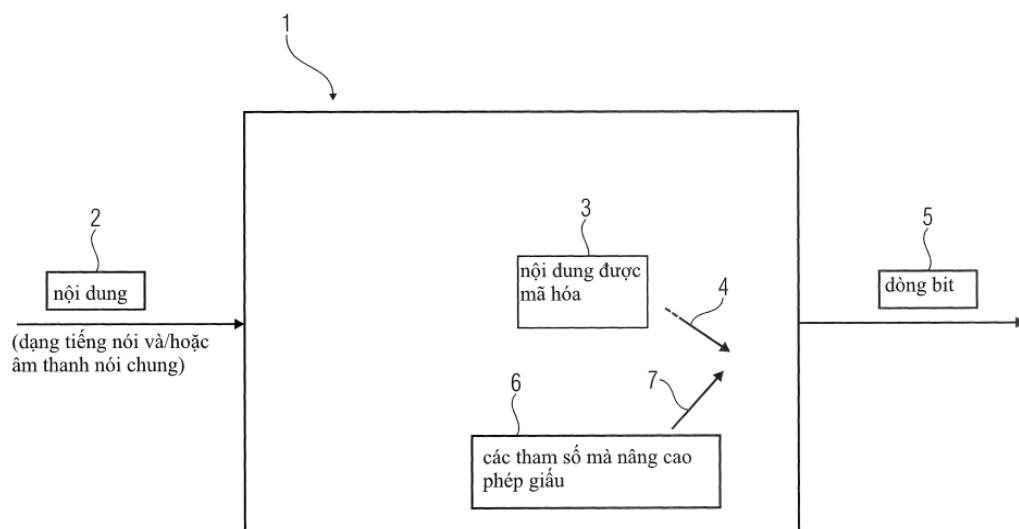 1
2
nội dung
(dạng tiếng nói và/hoặc
âm thanh nói chung)
3
nội dung được
mã hóa
4
5
dòng bit
6
7
các tham số mà nâng cao
phép giấu